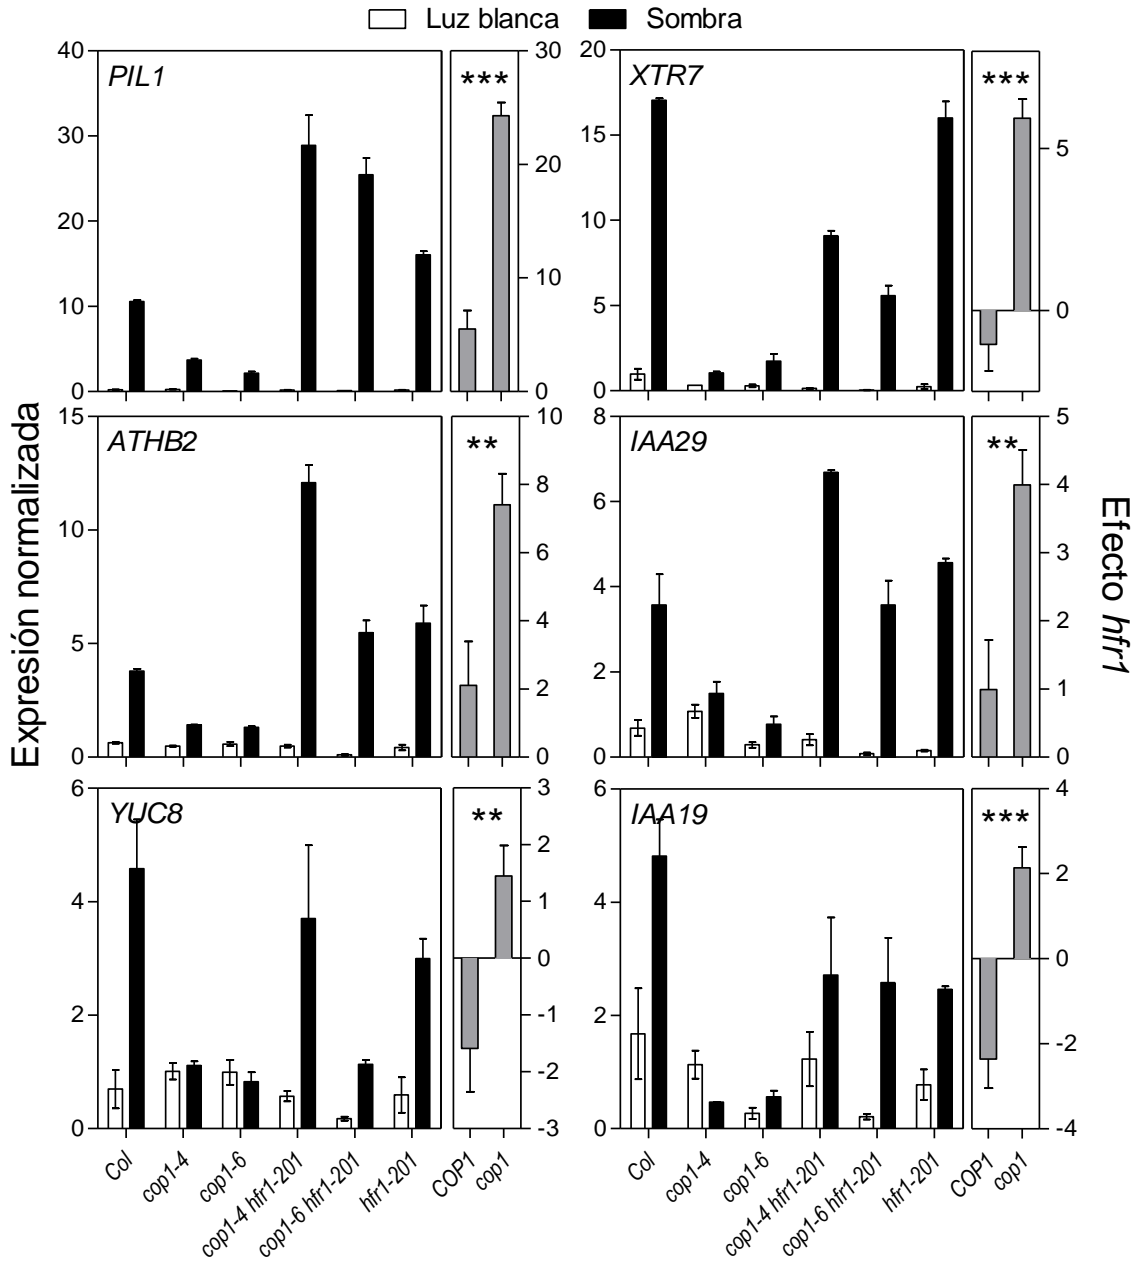 Luz blanca Sombra
Expresión normalizada
Efecto hfr1
PIL1
40
30
20
10
0
***
30
20
10
0
XTR7
20
15
10
5
0
***
5
0
ATHB2
15
10
5
0
**
10
8
6
4
2
0
IAA29
8
6
4
2
0
**
5
4
3
2
1
0
YUC8
6
4
2
0
**
3
2
1
0
-1
-2
-3
IAA19
6
4
2
0
***
4
2
0
-2
-4
Col
cop1-4
cop1-6
cop1-4 hfr1-201
cop1-6 hfr1-201
hfr1-201
COP1
cop1
Col
cop1-4
cop1-6
cop1-4 hfr1-201
cop1-6 hfr1-201
hfr1-201
COP1
cop1